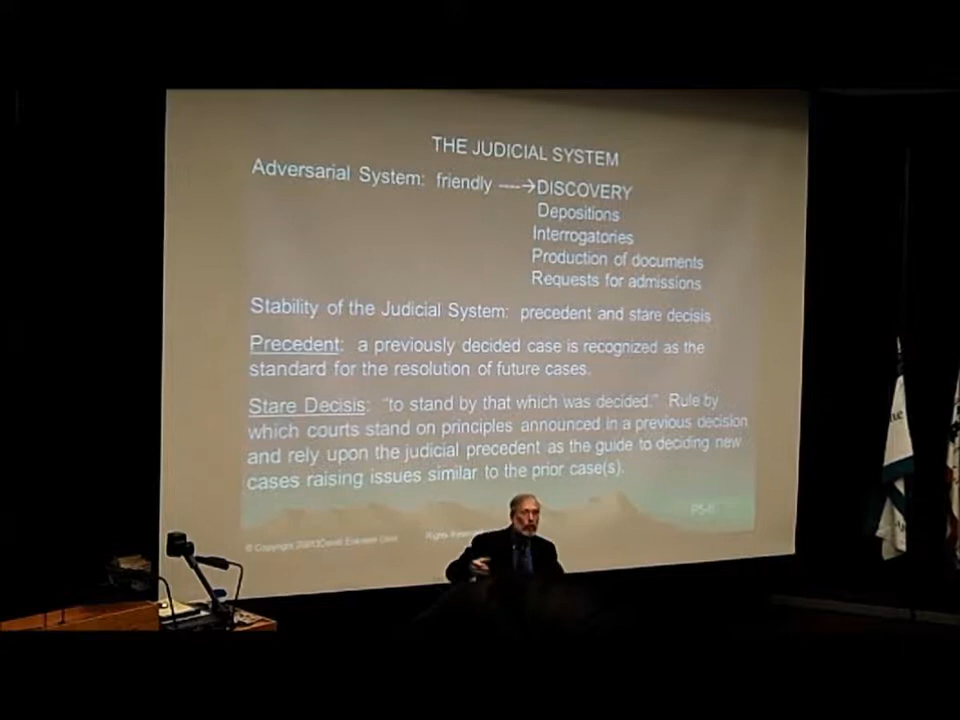 THE JUDICIAL SYSTEM
Adversarial System: friendly ----→DISCOVERY
Depositions
Interrogatories
Production of documents
Requests for admissions
Stability of the Judicial System: precedent and stare decisis
Precedent: a previously decided case is recognized as the
standard for the resolution of future cases.
Stare Decisis: “to stand by that which was decided.” Rule by
which courts stand on principles announced in a previous decision
and rely upon the judicial precedent as the guide to deciding new
cases raising issues similar to the prior case(s).
© Copyright
Rights Reserved